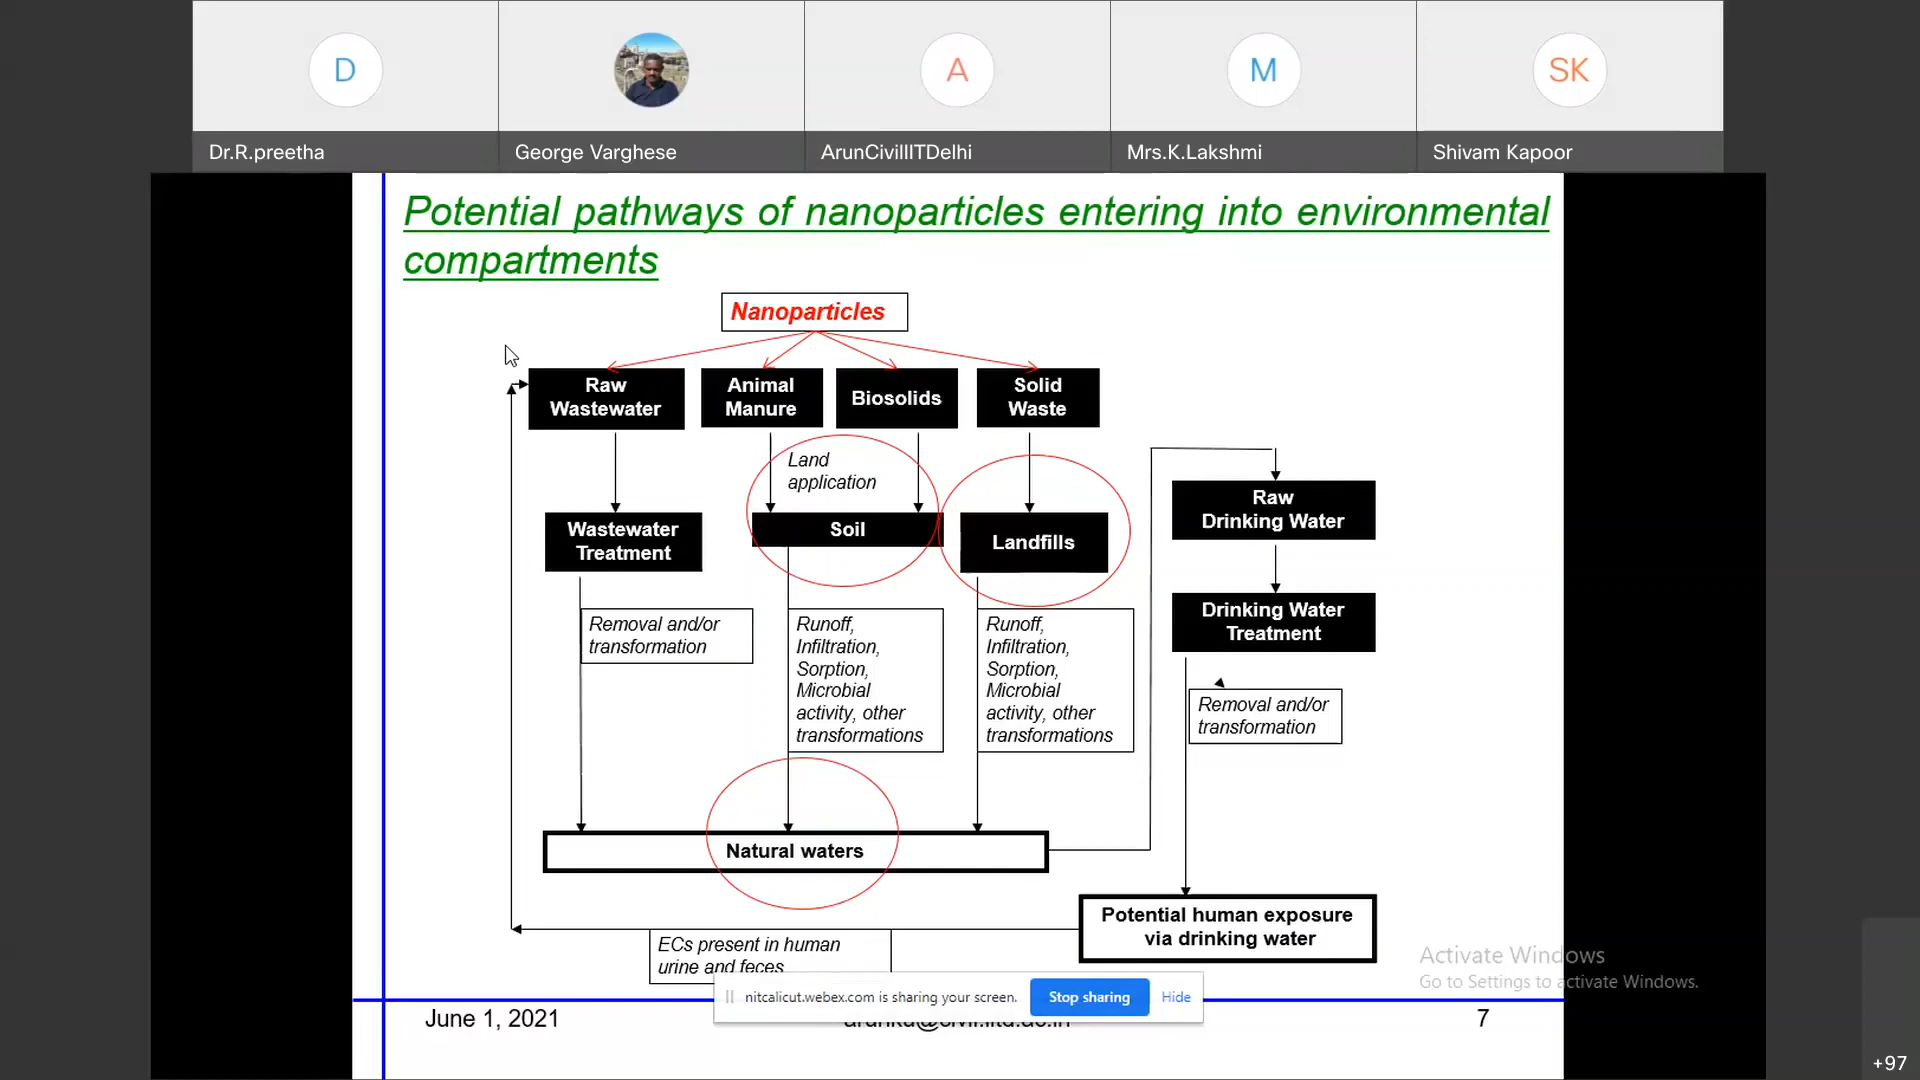 D
A
M
SK
Dr.R.preetha
George Varghese
ArunCivilIITDelhi
Mrs.K.Lakshmi
Shivam Kapoor
Potential pathways of nanoparticles entering into environmental
compartments
Nanoparticles
Raw
Wastewater
Animal
Manure
Biosolids
Solid
Waste
Land
application
Raw
Drinking Water
Wastewater
Treatment
Soil
Landfills
Drinking Water
Treatment
Removal and/or
transformation
Runoff,
Infiltration,
Sorption,
Microbial
activity, other
transformations
Runoff,
Infiltration,
Sorption,
Microbial
activity, other
transformations
Removal and/or
transformation
Natural waters
Potential human exposure
via drinking water
ECs present in human
urine and feces
Activate Windows
Go to Settings to activate Windows.
nitcalicut.webex.com is sharing your screen.
Stop sharing
Hide
June 1, 2021
7
+97